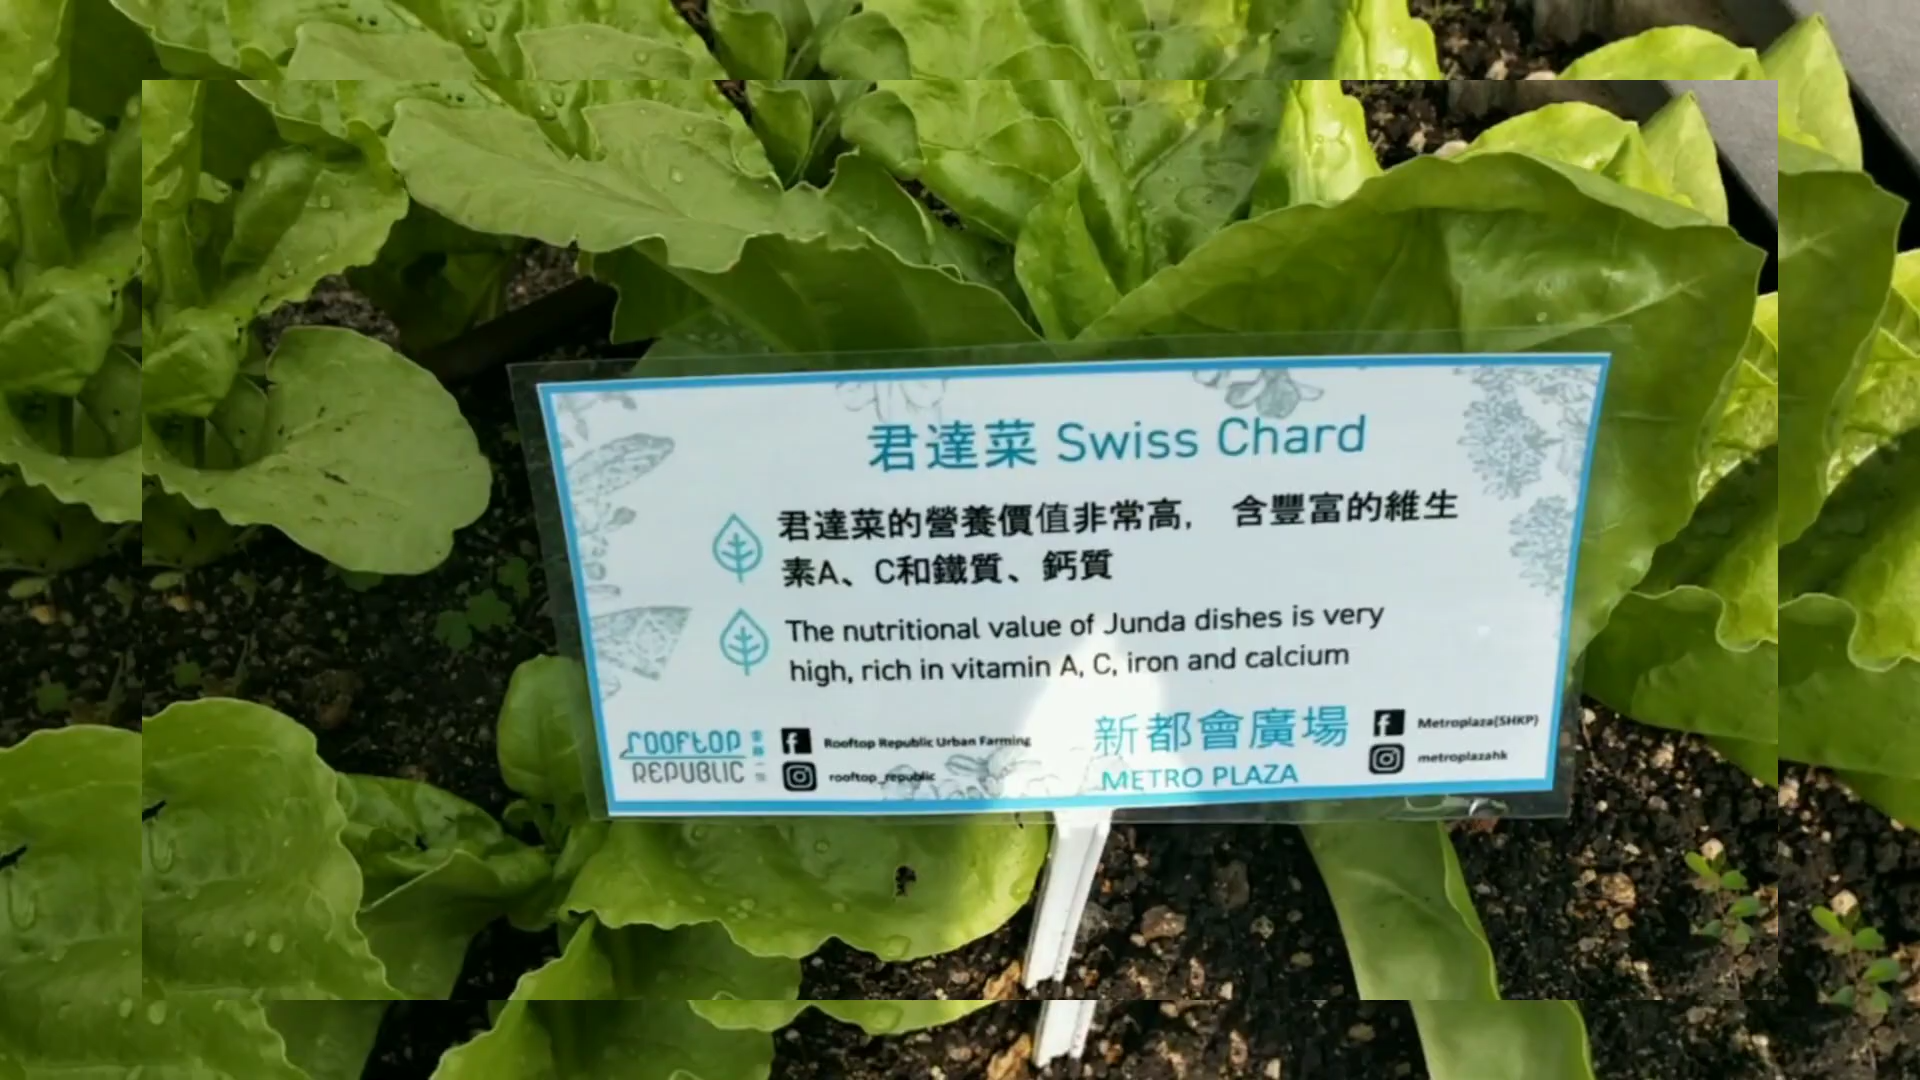 君達菜 Swiss Chard
君達菜的營養價值非常高, 含豐富的維生
素A、C和鐵質、鈣質
The nutritional value of Junda dishes is very
high, rich in vitamin A, C, iron and calcium
rooftop
REPUBLIC
Rooftop Republic Urban Farming
rooftop_republic
新都會廣場
METRO PLAZA
Metroplaza(SHKP)
metroplazahk